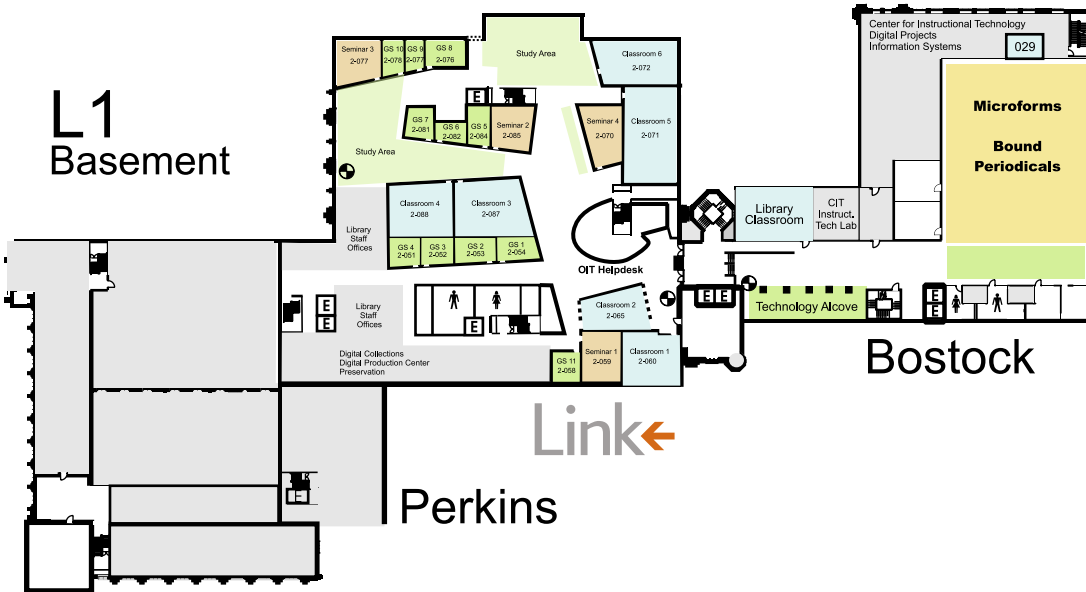 L1
Basement
Seminar 3
2-077
GS 10
2-078
GS 9
2-077
GS 8
2-076
Study Area
Classroom 6
2-072
E
GS 7
2-081
GS 6
2-082
GS 5
2-084
Seminar 2
2-085
Seminar 4
2-070
Classroom 5
2-071
Study Area
Classroom 4
2-088
Classroom 3
2-087
Library
Staff
Offices
GS 4
2-051
GS 3
2-052
GS 2
2-053
GS 1
2-054
OIT Helpdesk
E
E
Library
Staff
Offices
E
Classroom 2
2-065
Digital Collections
Digital Production Center
Preservation
GS 11
2-058
Seminar 1
2-059
Classroom 1
2-060
E
E
E
Link
Perkins
Center for Instructional Technology
Digital Projects
Information Systems
029
Microforms
Bound
Periodicals
Library
Classroom
CIT
Instruct.
Tech Lab
Technology Alcove
E
E
Bostock